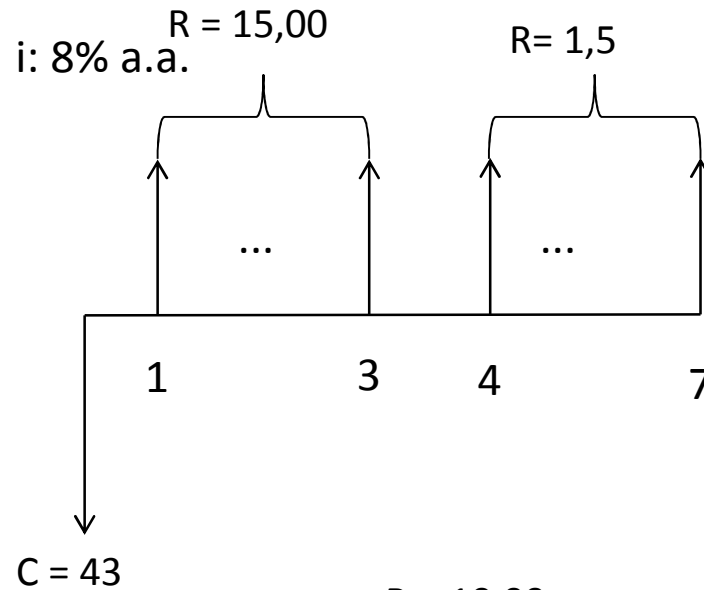 R = 15,00
i: 8% a.a.
R= 1,5
... ...
1 3 4 7
C = 43